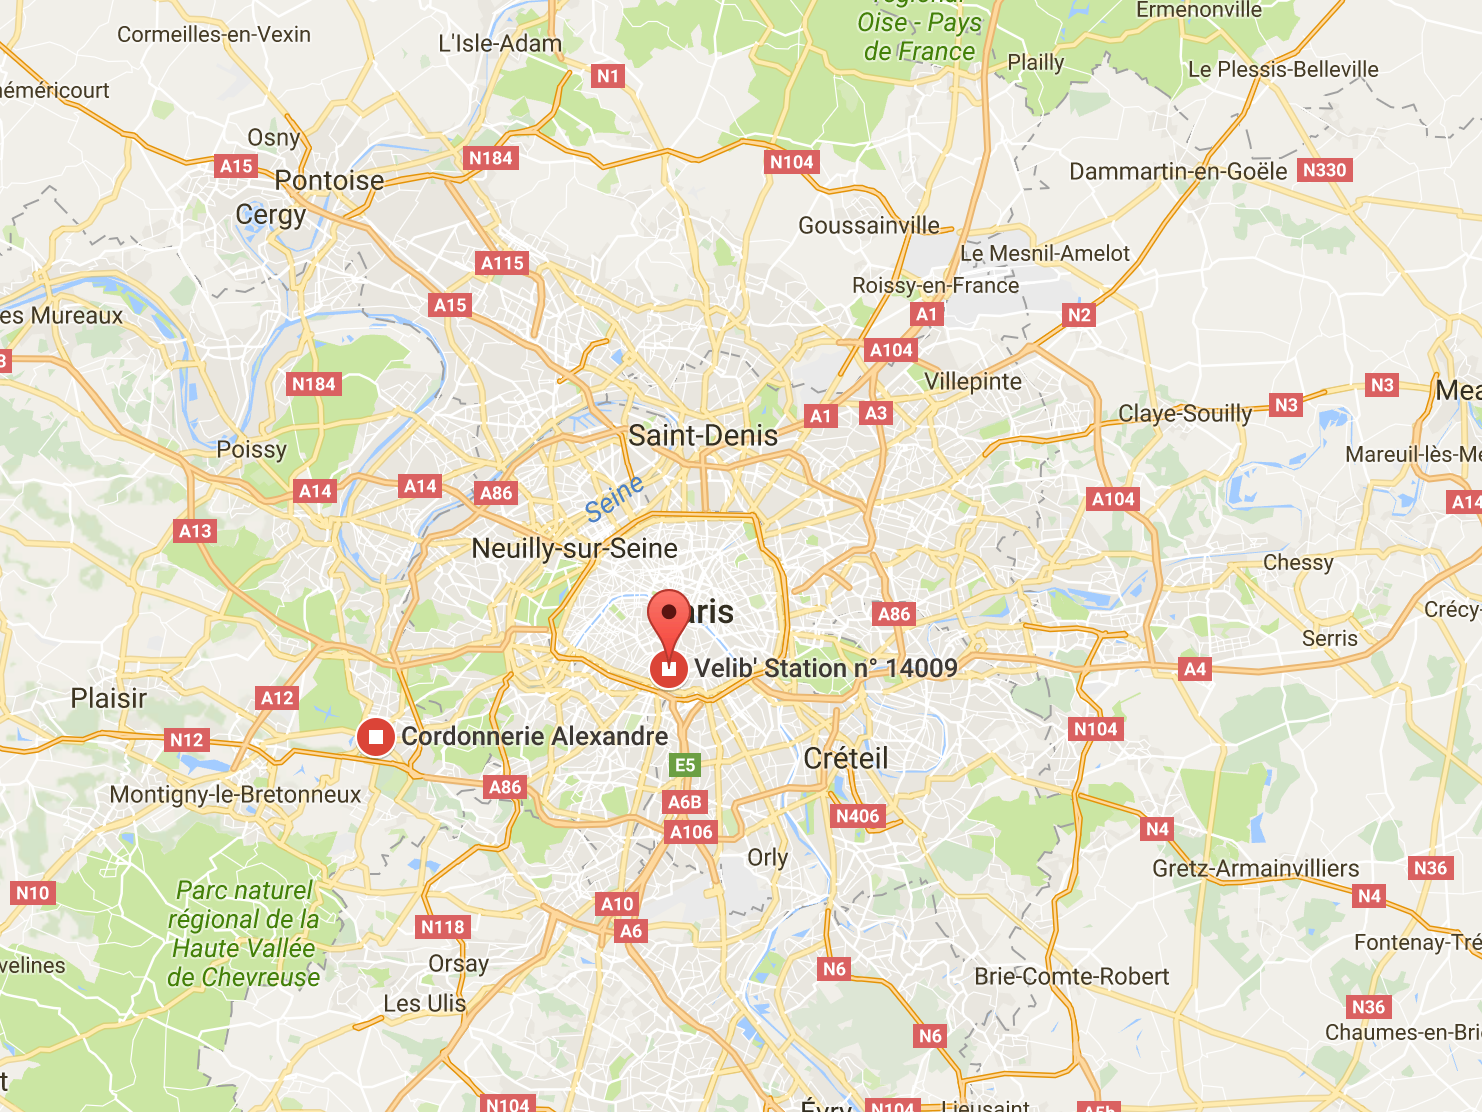 Oise - Pays
de France
Ermenonville
Cormeilles-en-Vexin
L'Isle-Adam
Plailly
Le Plessis-Belleville
N1
éméricourt
Osny
A15
N184
N104
Pontoise
Dammartin-en-Goële
N330
Cergy
Goussainville
Le Mesnil-Amelot
A115
Roissy-en-France
A15
es Mureaux
A1
N2
A104
3
N184
Villepinte
N3
Mea
A1
A3
Claye-Souilly
N3
Saint-Denis
Poissy
Mareuil-lès-Me
A14
A14
A86
Seine
A104
A14
A13
Neuilly-sur-Seine
Chessy
aris
A86
Crécy-
Serris
Velib' Station n° 14009
A4
Plaisir
A12
N12
Cordonnerie Alexandre
N104
E5
Créteil
A86
Montigny-le-Bretonneux
A6B
N406
A106
N4
Orly
Gretz-Armainvilliers
N36
N10
Parc naturel
régional de la
Haute Vallée
de Chevreuse
A10
N4
N118
A6
Fontenay-Tré
velines
Orsay
N6
Brie-Comte-Robert
Les Ulis
N36
N6
Chaumes-en-Bri
t
N104
Évry
N104
Lieusaint
A5b